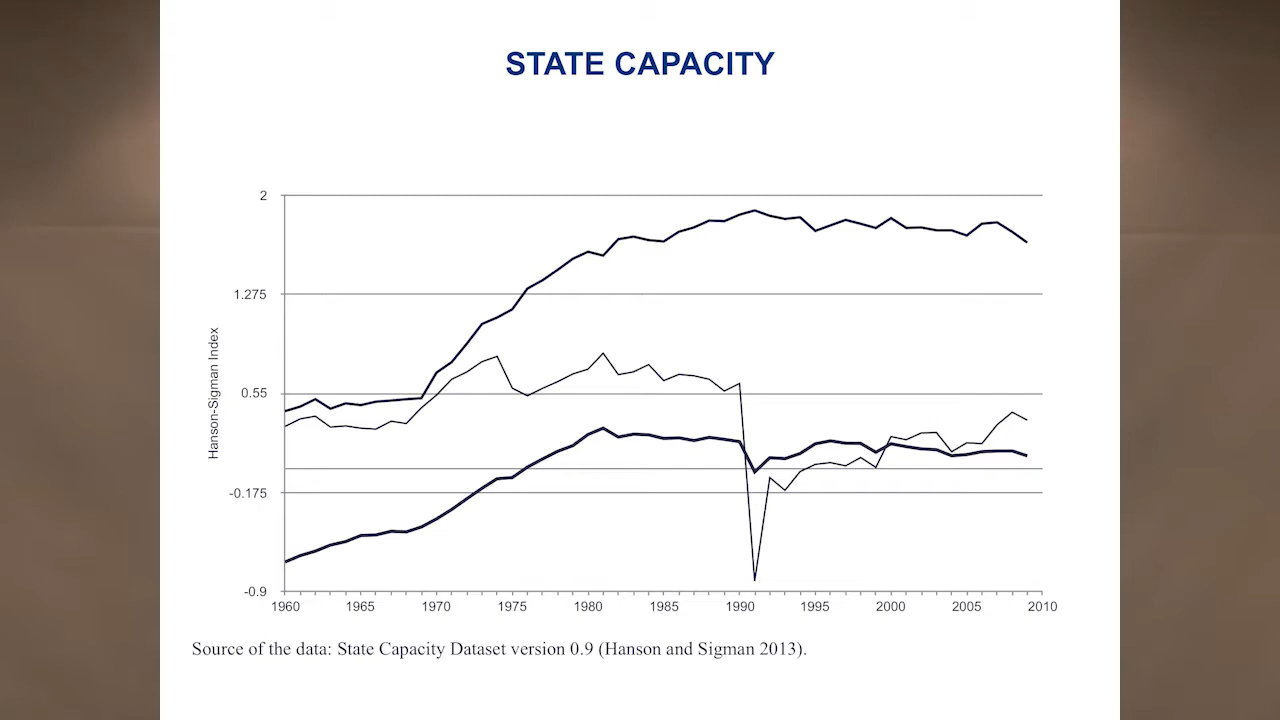 STATE CAPACITY
2
1.275
0.55
-0.175
-0.9
Hanson-Sigman Index
1960 1965 1970 1975 1980 1985 1990 1995 2000 2005 2010
Source of the data: State Capacity Dataset version 0.9 (Hanson and Sigman 2013).